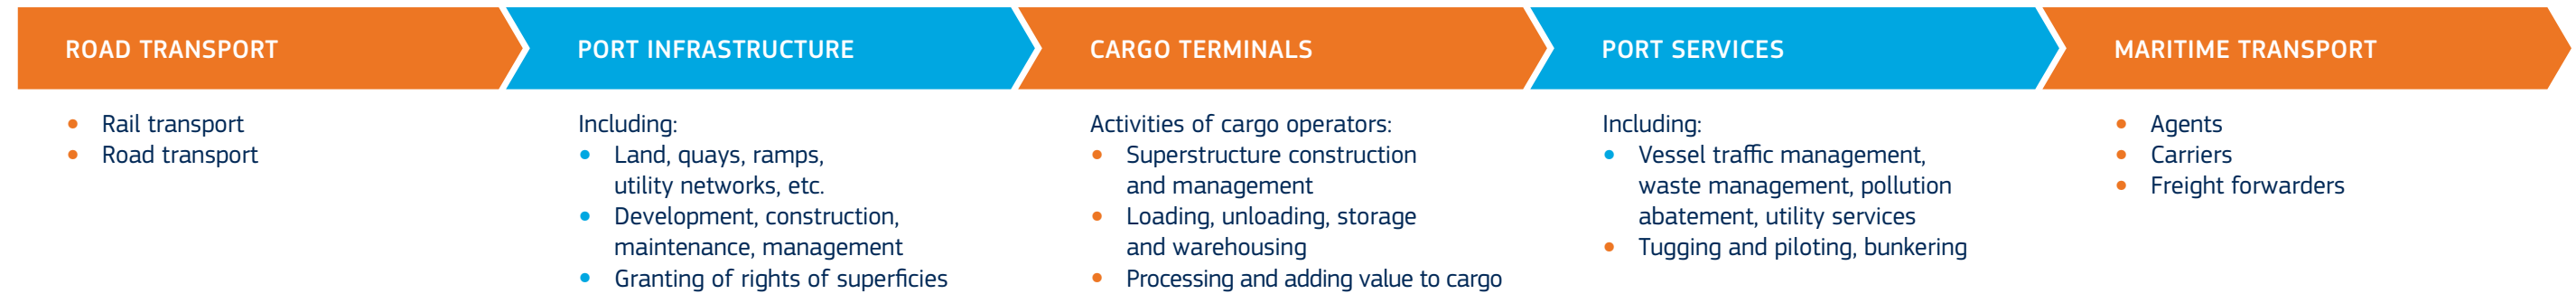 ROAD TRANSPORT
Rail transport
Road transport
PORT INFRASTRUCTURE
Including:
Land, quays, ramps,
utility networks, etc.
Development, construction,
maintenance, management
Granting of rights of superficies
CARGO TERMINALS
Activities of cargo operators:
Superstructure construction
and management
Loading, unloading, storage
and warehousing
Processing and adding value to cargo
PORT SERVICES
Including:
Vessel traffic management,
waste management, pollution
abatement, utility services
Tugging and piloting, bunkering
MARITIME TRANSPORT
Agents
Carriers
Freight forwarders